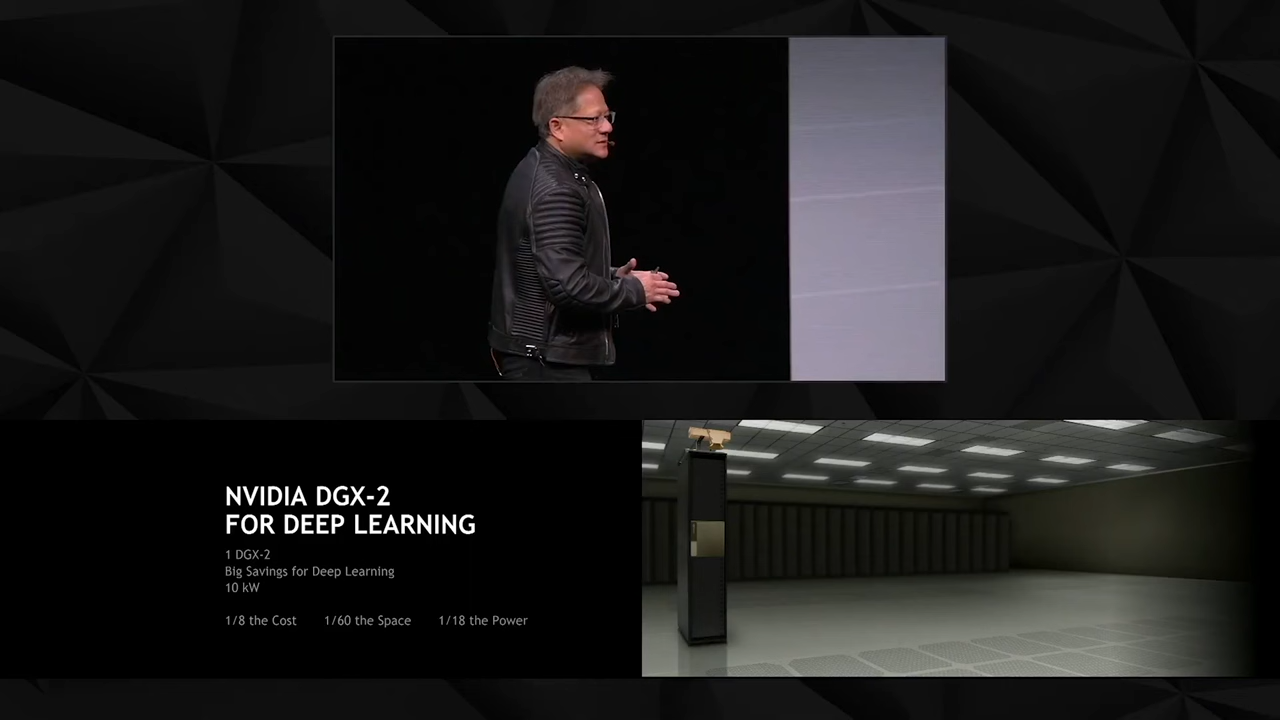 NVIDIA DGX-2
FOR DEEP LEARNING
1 DGX-2
Big Savings for Deep Learning
10 kW
1/8 the Cost 1/60 the Space 1/18 the Power